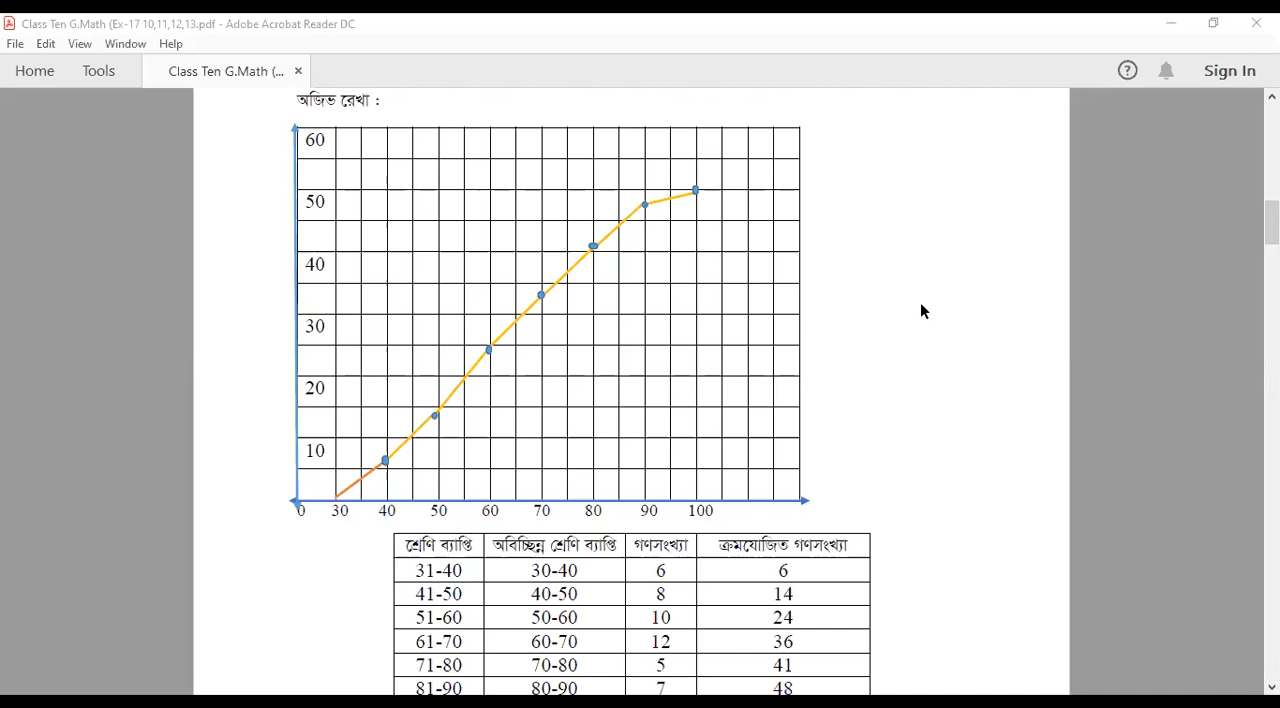 Class Ten G.Math (Ex-17 10,11,12,13.pdf - Adobe Acrobat Reader DC
File Edit View Window Help
Home Tools Class Ten G.Math (... × ? Sign In
অজিভ রেখা :
60
50
40
30
20
10
0 30 40 50 60 70 80 90 100
শ্রেণি ব্যাপ্তি অবিচ্ছিন্ন শ্রেণি ব্যাপ্তি গণসংখ্যা ক্রমযোজিত গণসংখ্যা
31-40 30-40 6 6
41-50 40-50 8 14
51-60 50-60 10 24
61-70 60-70 12 36
71-80 70-80 5 41
81-90 80-90 7 48